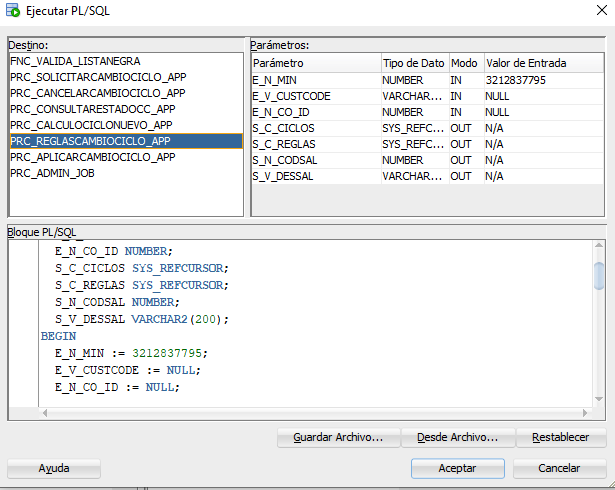 Ejecutar PL/SQL
Destino:
FNC_VALIDA_LISTANEGRA
PRC_SOLICITARCAMBIOCICLO_APP
PRC_CANCELARCAMBIOCICLO_APP
PRC_CONSULTARESTADOCC_APP
PRC_CALCULOCICLONUEVO_APP
PRC_REGLASCAMBIOCICLO_APP
PRC_APLICARCAMBIOCICLO_APP
PRC_ADMIN_JOB
Parámetros:
Parámetro Tipo de Dato Modo Valor de Entrada
E_N_MIN NUMBER IN 3212837795
E_V_CUSTCODE VARCHAR... IN NULL
E_N_CO_ID NUMBER IN NULL
S_C_CICLOS SYS_REFC... OUT N/A
S_C_REGLAS SYS_REFC... OUT N/A
S_N_CODSAL NUMBER OUT N/A
S_V_DESSAL VARCHAR... OUT N/A
Bloque PL/SQL
E_N_CO_ID NUMBER;
S_C_CICLOS SYS_REFCURSOR;
S_C_REGLAS SYS_REFCURSOR;
S_N_CODSAL NUMBER;
S_V_DESSAL VARCHAR2(200);
BEGIN
E_N_MIN := 3212837795;
E_V_CUSTCODE := NULL;
E_N_CO_ID := NULL;
Guardar Archivo... Desde Archivo... Restablecer
Ayuda Aceptar Cancelar